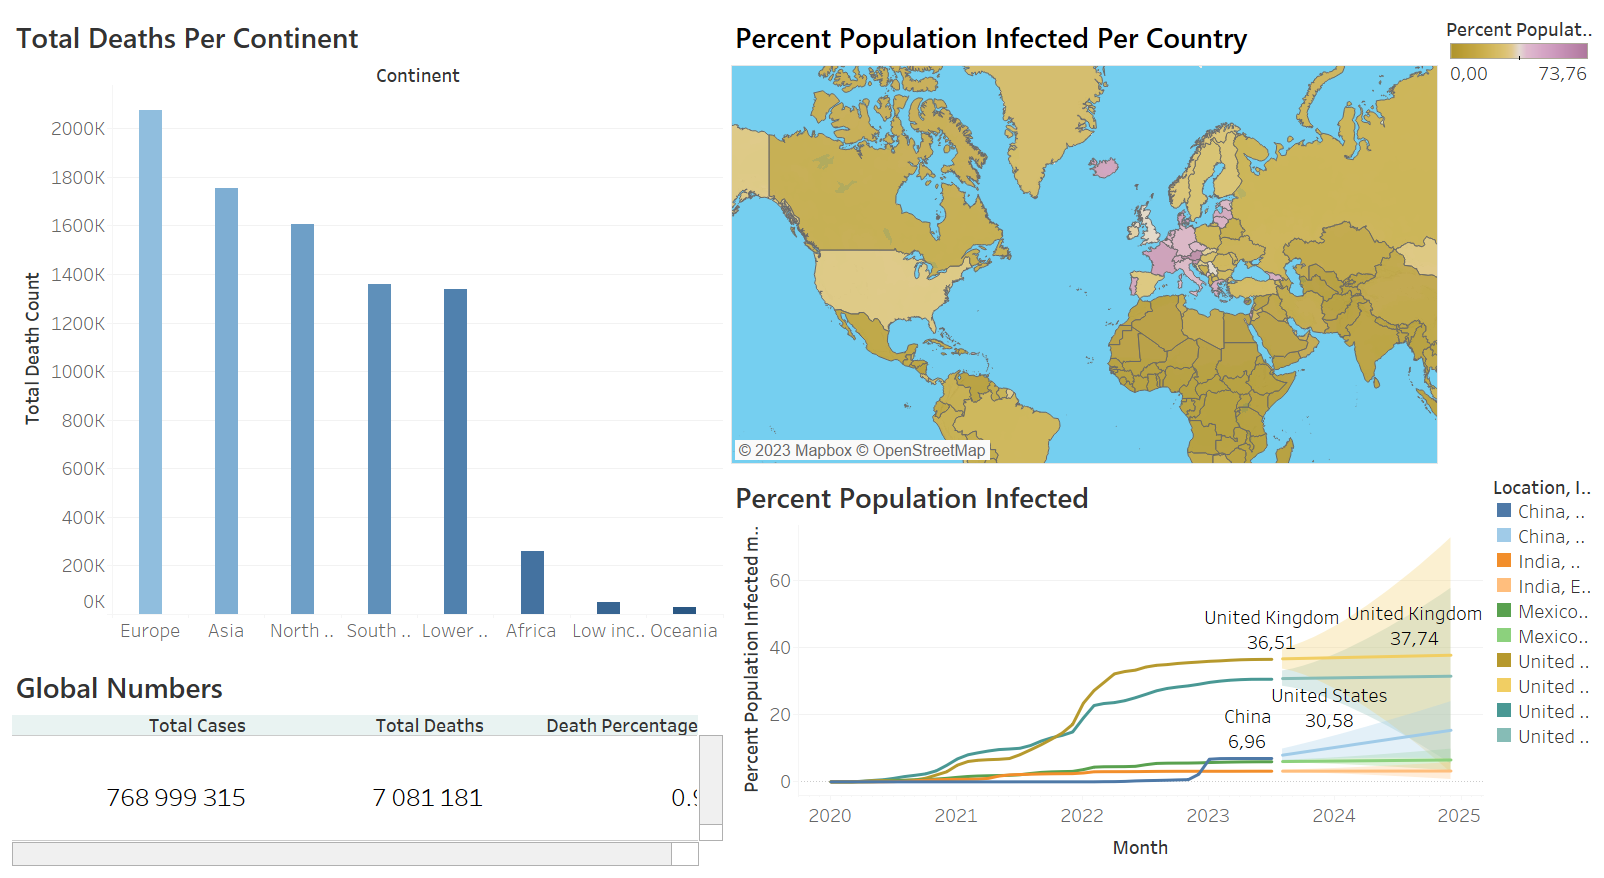 Total Deaths Per Continent
Continent
Total Death Count
2000K
1800K
1600K
1400K
1200K
1000K
800K
600K
400K
200K
0K
Europe Asia North .. South .. Lower .. Africa Low inc.. Oceania
Global Numbers
Total Cases Total Deaths Death Percentage
768 999 315 7 081 181 0.9
Percent Population Infected Per Country
© 2023 Mapbox © OpenStreetMap
Percent Populat..
0,00 73,76
Percent Population Infected
Percent Population Infected m..
60
40
20
0
United Kingdom
36,51
United Kingdom
37,74
United States
30,58
China
6,96
2020 2021 2022 2023 2024 2025
Month
Location, I..
China, ..
China, ..
India, ..
India, E..
Mexico..
Mexico..
United ..
United ..
United ..
United ..